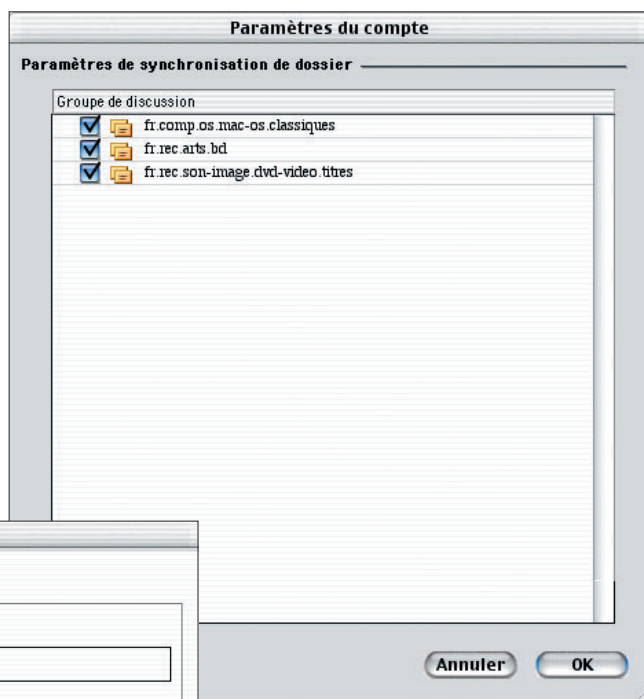 Paramètres du compte
Paramètres de synchronisation de dossier
Groupe de discussion
fr.comp.os.mac-os.classiques
fr.rec.arts.bd
fr.rec.son-image.dvd-video.titres
Annuler
OK